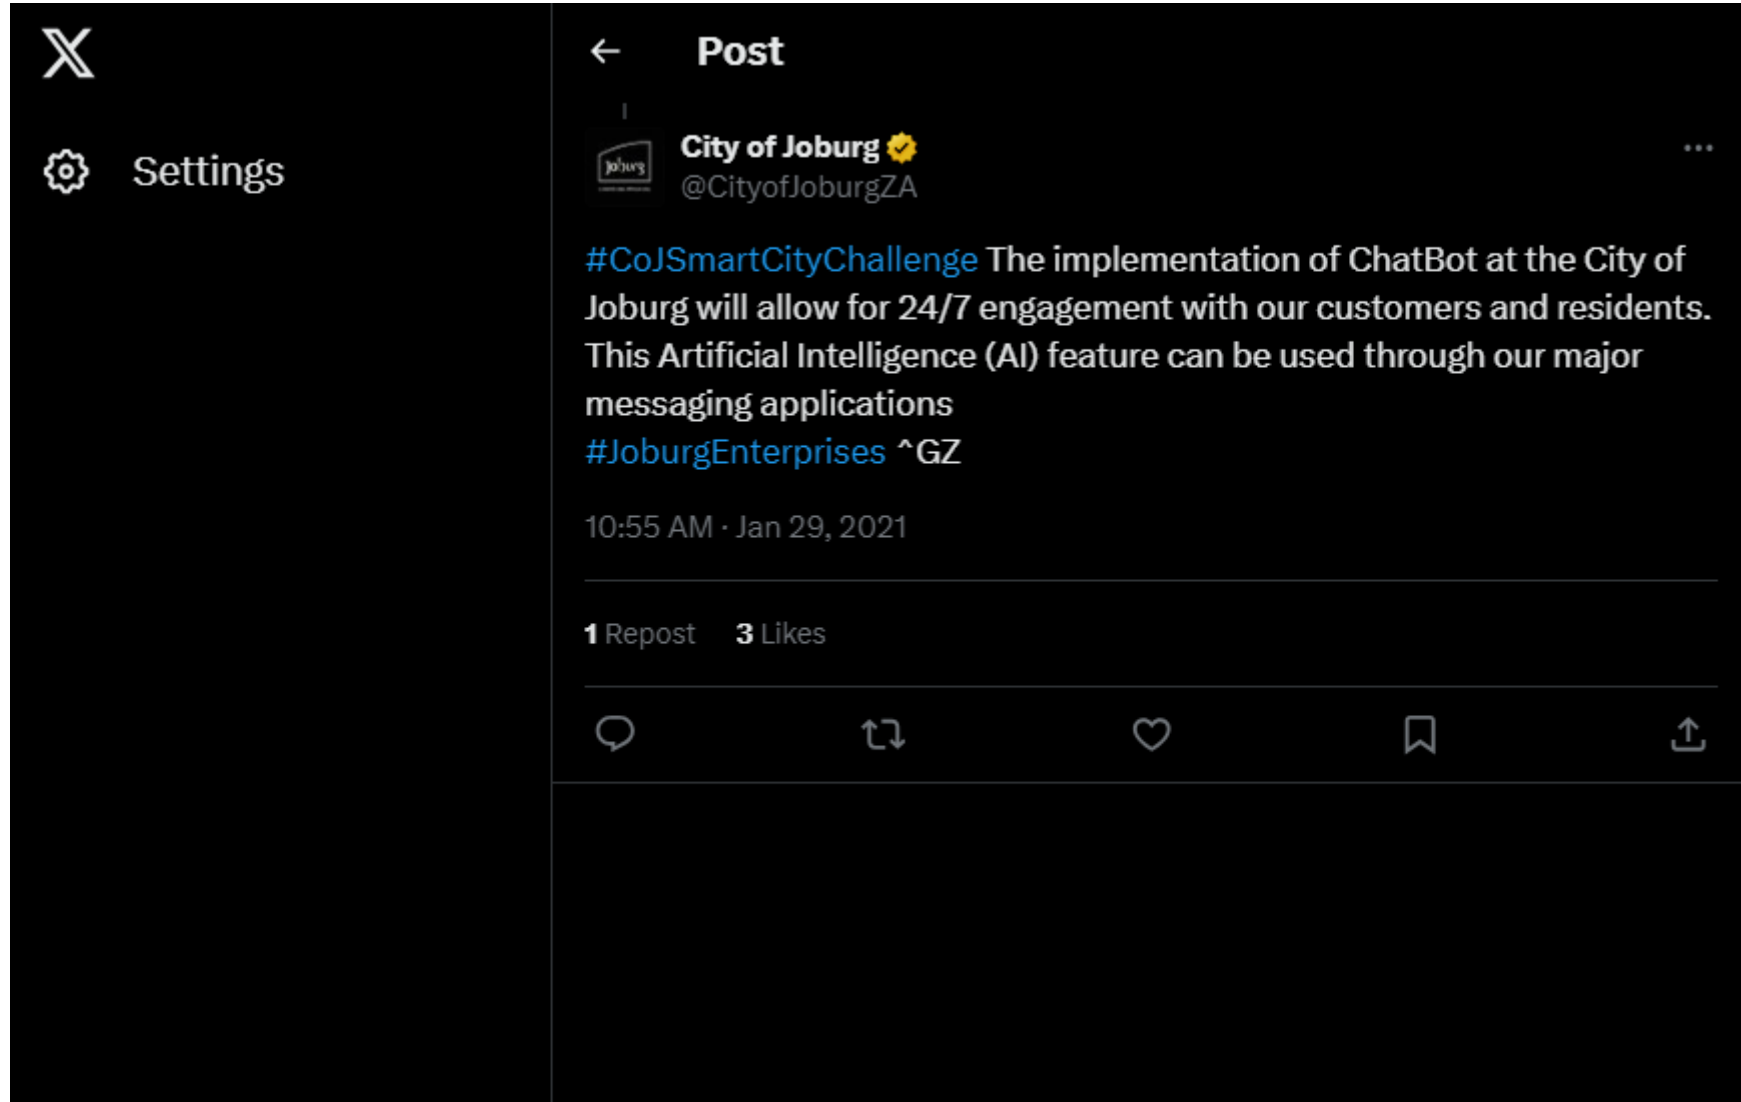 Settings
Post
joburg
City of Joburg
@CityofJoburgZA
#CoJSmartCityChallenge The implementation of ChatBot at the City of
Joburg will allow for 24/7 engagement with our customers and residents.
This Artificial Intelligence (AI) feature can be used through our major
messaging applications
#JoburgEnterprises ^GZ
10:55 AM · Jan 29, 2021
1 Repost 3 Likes